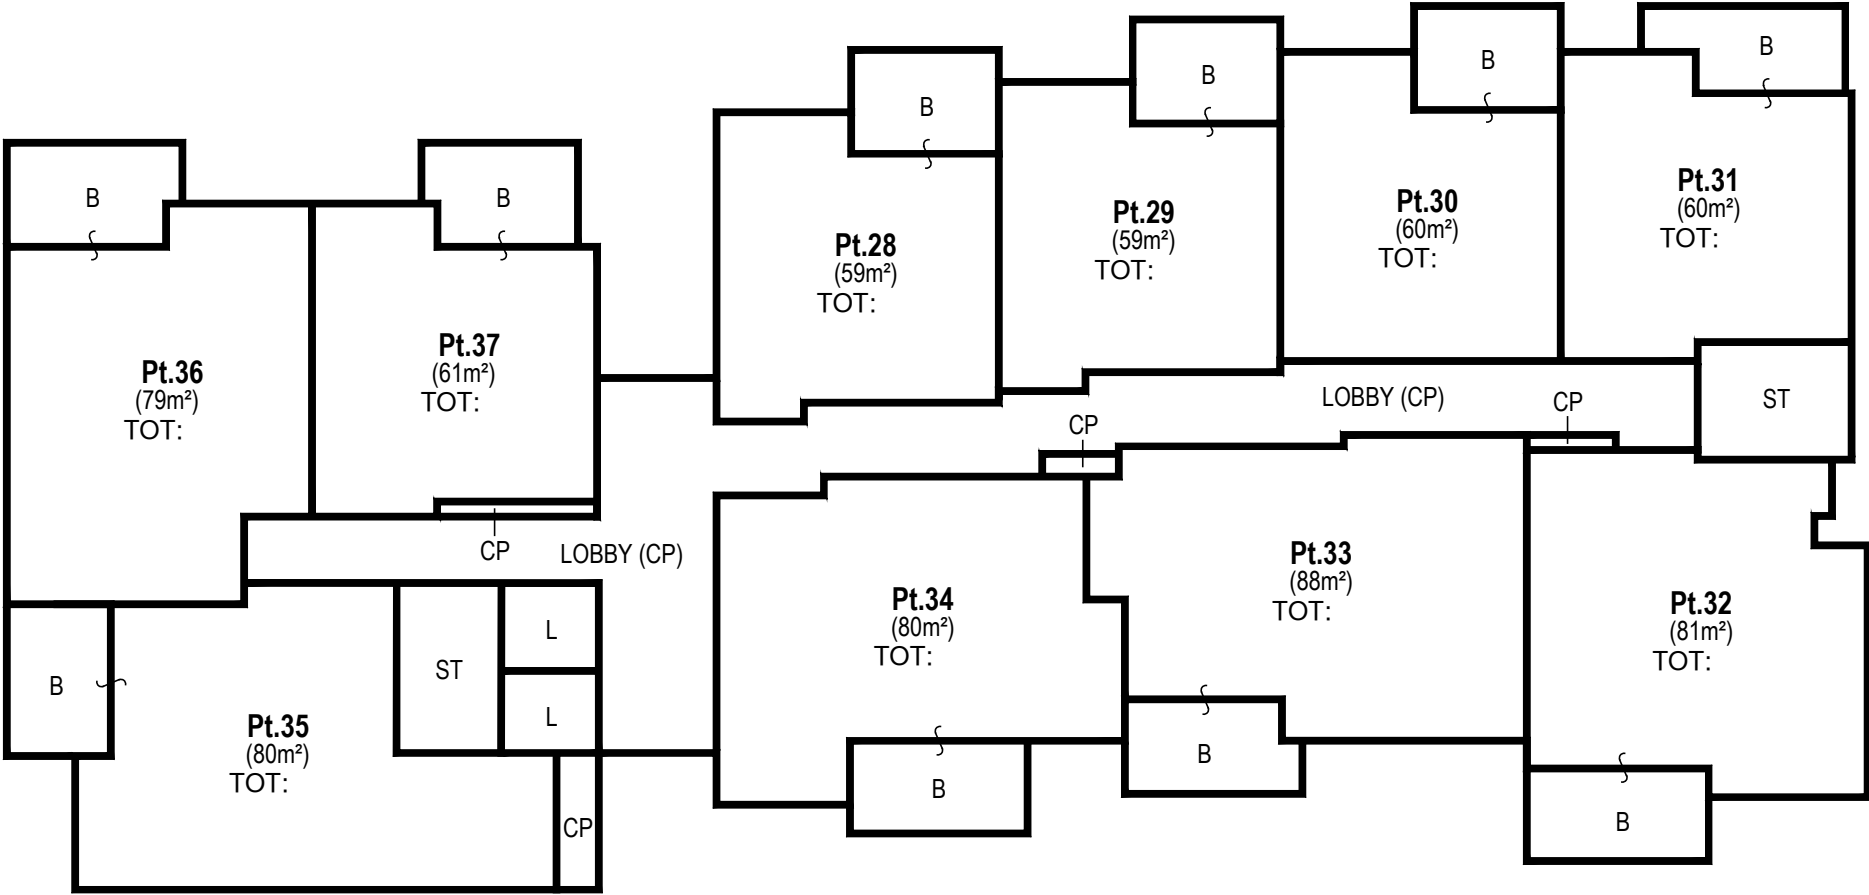 B
B
B
B
B
B
Pt.28
(59m²)
TOT:
Pt.29
(59m²)
TOT:
Pt.30
(60m²)
TOT:
Pt.31
(60m²)
TOT:
Pt.36
(79m²)
TOT:
Pt.37
(61m²)
TOT:
LOBBY (CP)
CP
CP
ST
CP
LOBBY (CP)
Pt.34
(80m²)
TOT:
Pt.33
(88m²)
TOT:
Pt.32
(81m²)
TOT:
B
ST
L
L
Pt.35
(80m²)
TOT:
CP
B
B
B